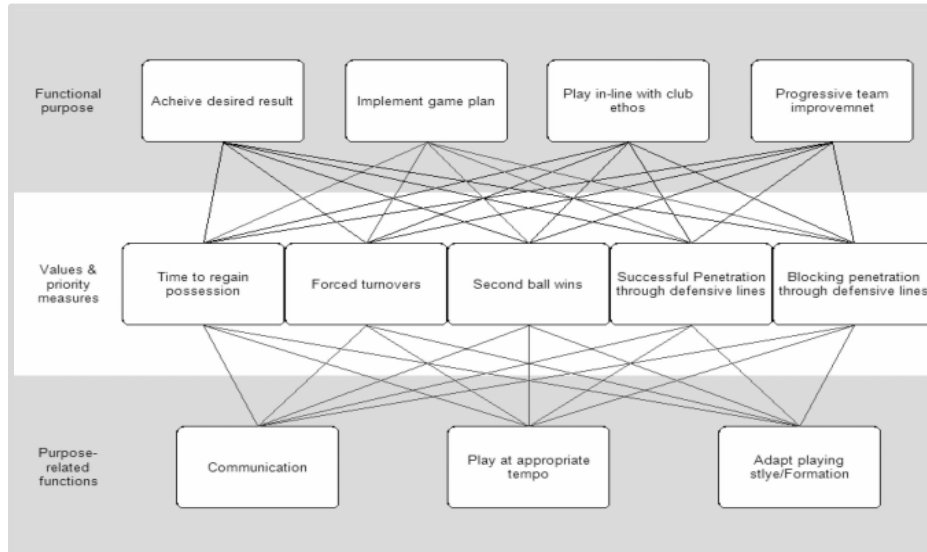 Functional
purpose
Acheive desired result
Implement game plan
Play in-line with club
ethos
Progressive team
improvemnet
Values &
priority
measures
Time to regain
possession
Forced turnovers
Second ball wins
Successful Penetration
through defensive lines
Blocking penetration
through defensive lines
Purpose-
related
functions
Communication
Play at appropriate
tempo
Adapt playing
stlye/Formation